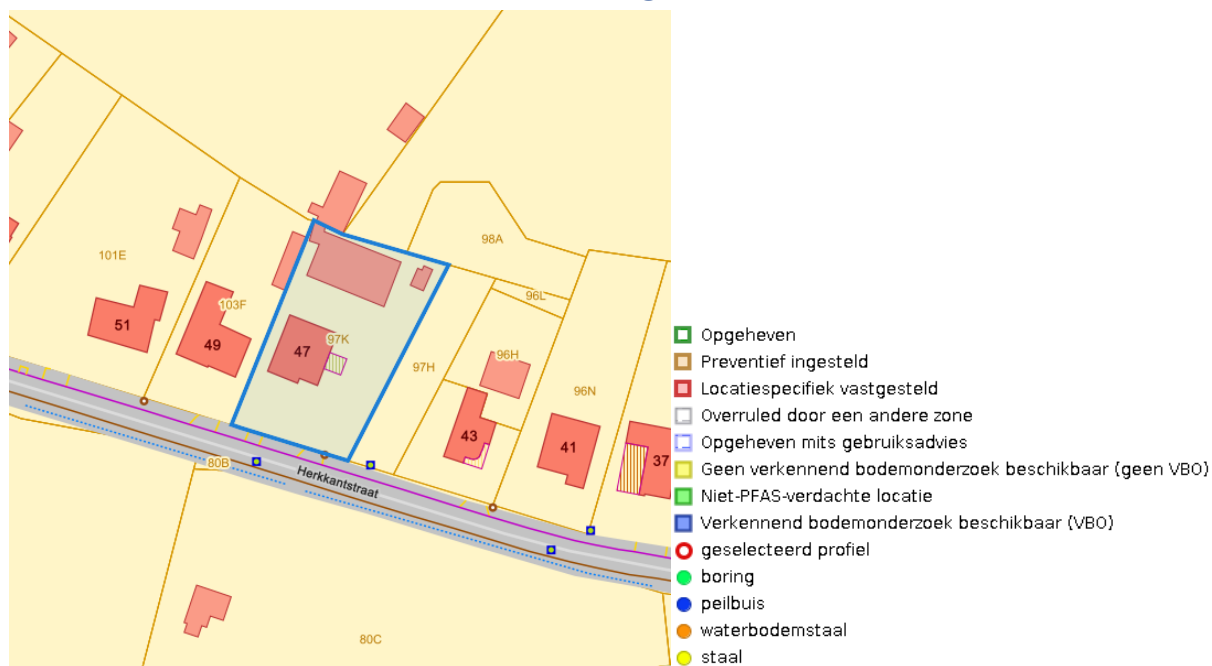 98A
101E
96L
103F
51
49
47
97K
97H
96H
96N
43
41
37
80B
Herkkantstraat
80C
Opgeheven
Preventief ingesteld
Locatiespecifiek vastgesteld
Overruled door een andere zone
Opgeheven mits gebruiksadvies
Geen verkennend bodemonderzoek beschikbaar (geen VBO)
Niet-PFAS-verdachte locatie
Verkennend bodemonderzoek beschikbaar (VBO)
geselecteerd profiel
boring
peilbuis
waterbodemstaal
staal